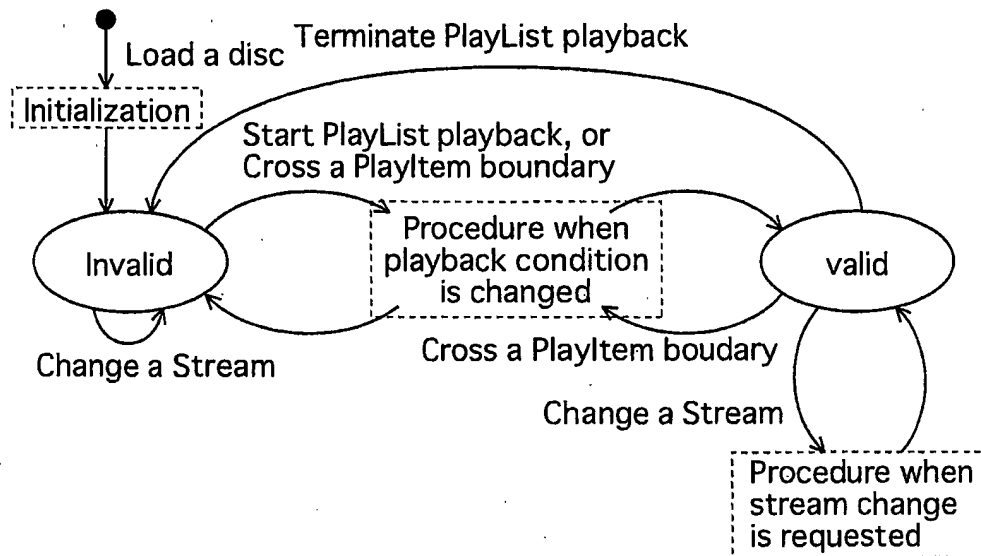 Load a disc
Terminate PlayList playback
Initialization
Start PlayList playback, or
Cross a PlayItem boundary
Procedure when
playback condition
is changed
Invalid
valid
Change a Stream
Cross a PlayItem boudary
Change a Stream
Procedure when
stream change
is requested